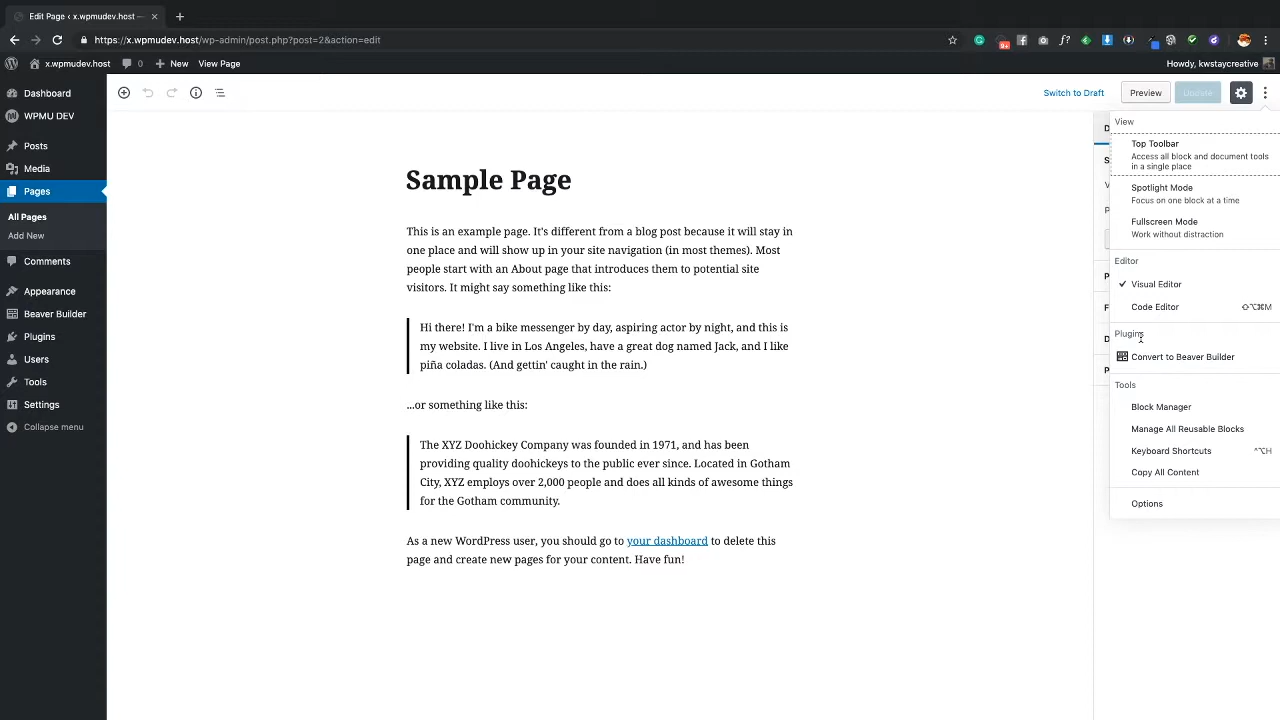 Edit Page ‹ x.wpmudev.host —
https://x.wpmudev.host/wp-admin/post.php?post=2&action=edit
x.wpmudev.host 0 New View Page Howdy, kwstaycreative
Dashboard
WPMU DEV
Posts
Media
Pages
All Pages
Add New
Comments
Appearance
Beaver Builder
Plugins
Users
Tools
Settings
Collapse menu
Switch to Draft Preview Update
Sample Page
This is an example page. It's different from a blog post because it will stay in
one place and will show up in your site navigation (in most themes). Most
people start with an About page that introduces them to potential site
visitors. It might say something like this:
Hi there! I'm a bike messenger by day, aspiring actor by night, and this is
my website. I live in Los Angeles, have a great dog named Jack, and I like
piña coladas. (And gettin' caught in the rain.)
...or something like this:
The XYZ Doohickey Company was founded in 1971, and has been
providing quality doohickeys to the public ever since. Located in Gotham
City, XYZ employs over 2,000 people and does all kinds of awesome things
for the Gotham community.
As a new WordPress user, you should go to your dashboard to delete this
page and create new pages for your content. Have fun!
View
Top Toolbar
Access all block and document tools
in a single place
Spotlight Mode
Focus on one block at a time
Fullscreen Mode
Work without distraction
Editor
Visual Editor
Code Editor ⇧⌥⌘M
Plugins
Convert to Beaver Builder
Tools
Block Manager
Manage All Reusable Blocks
Keyboard Shortcuts ^⌥H
Copy All Content
Options